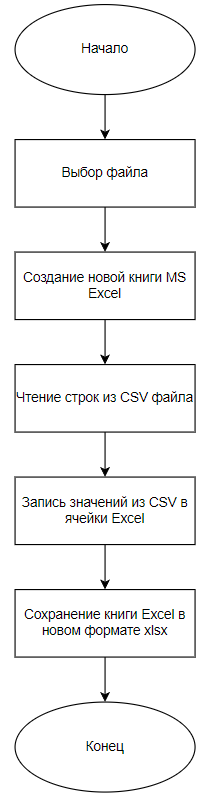 Начало
Выбор файла
Создание новой книги MS
Excel
Чтение строк из CSV файла
Запись значений из CSV в
ячейки Excel
Сохранение книги Excel в
новом формате xlsx
Конец